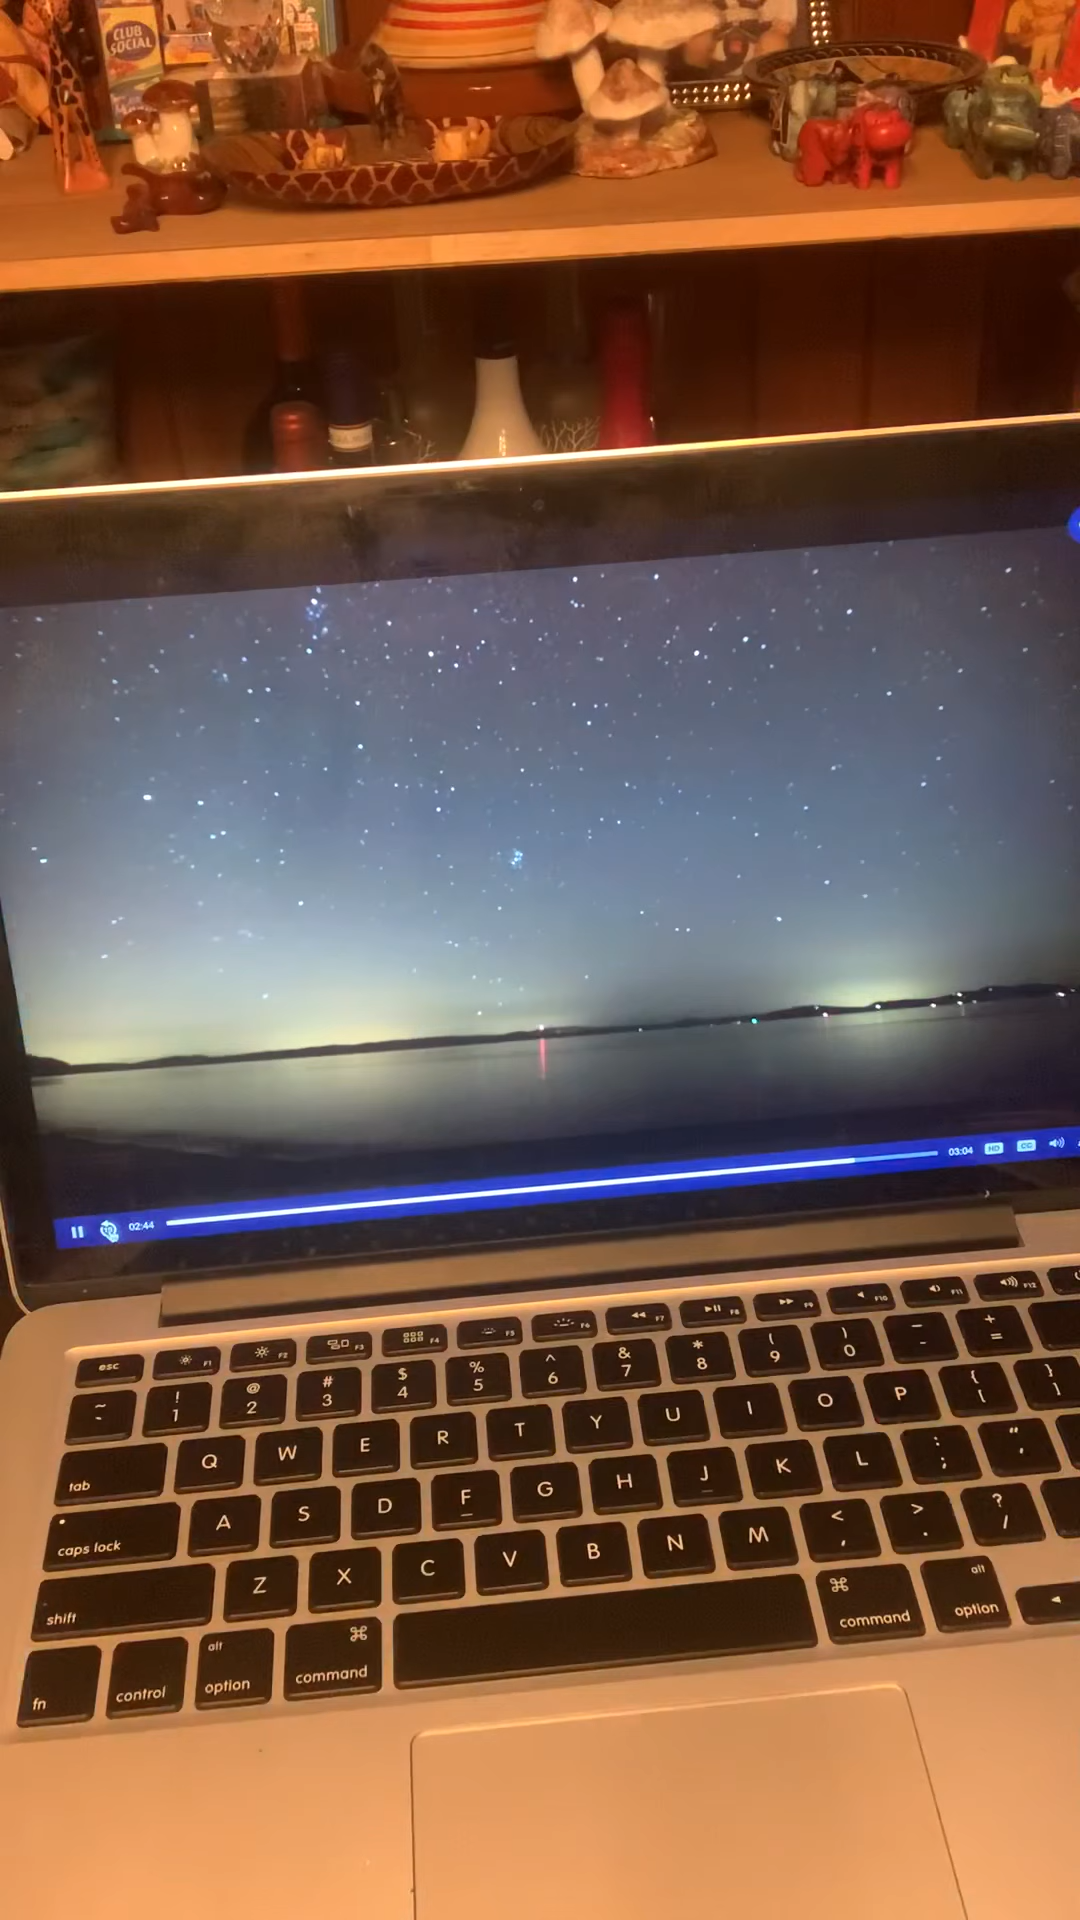 CLUB
SOCIAL
03:04 HD CC
02:44 10
esc F1 F2 F3 F4 F5 F6 F7 F8 F9 F10 F11 F12
~ ! @ # $ % ^ & * ( ) _ +
` 1 2 3 4 5 6 7 8 9 0 - =
tab Q W E R T Y U I O P { [ } ]
caps lock A S D F G H J K L : ; " '
shift Z X C V B N M < , > . ? /
fn control alt option ⌘ command ⌘ command alt option ◀